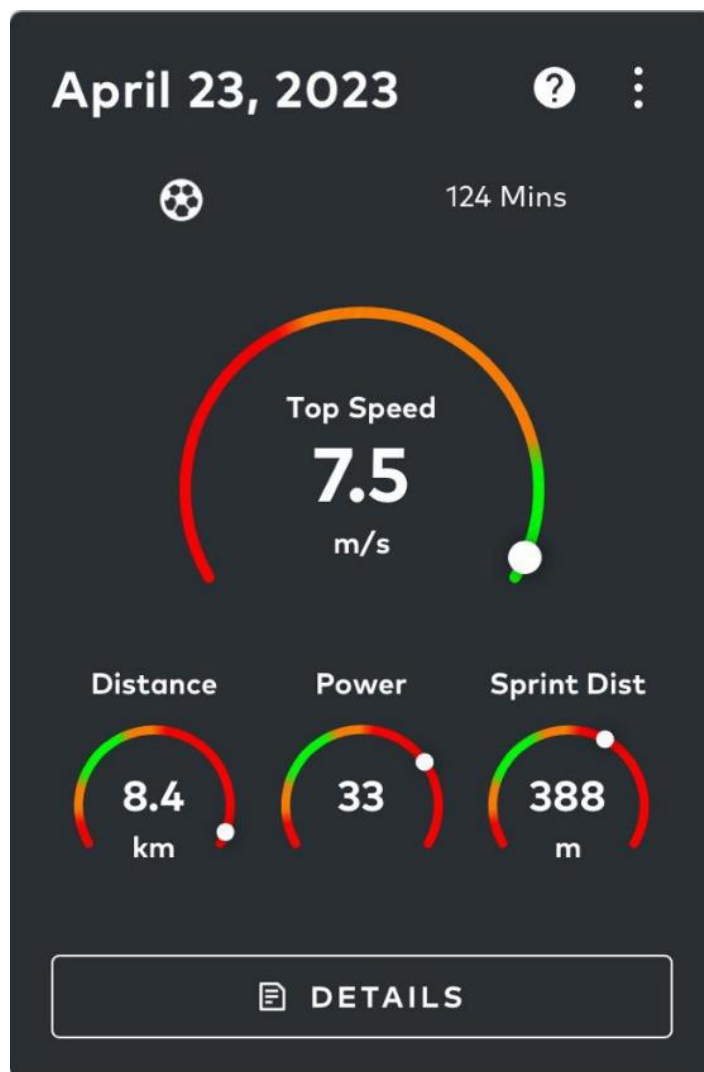 April 23, 2023
124 Mins
Top Speed
7.5
m/s
Distance Power Sprint Dist
8.4 33 388
km m
DETAILS